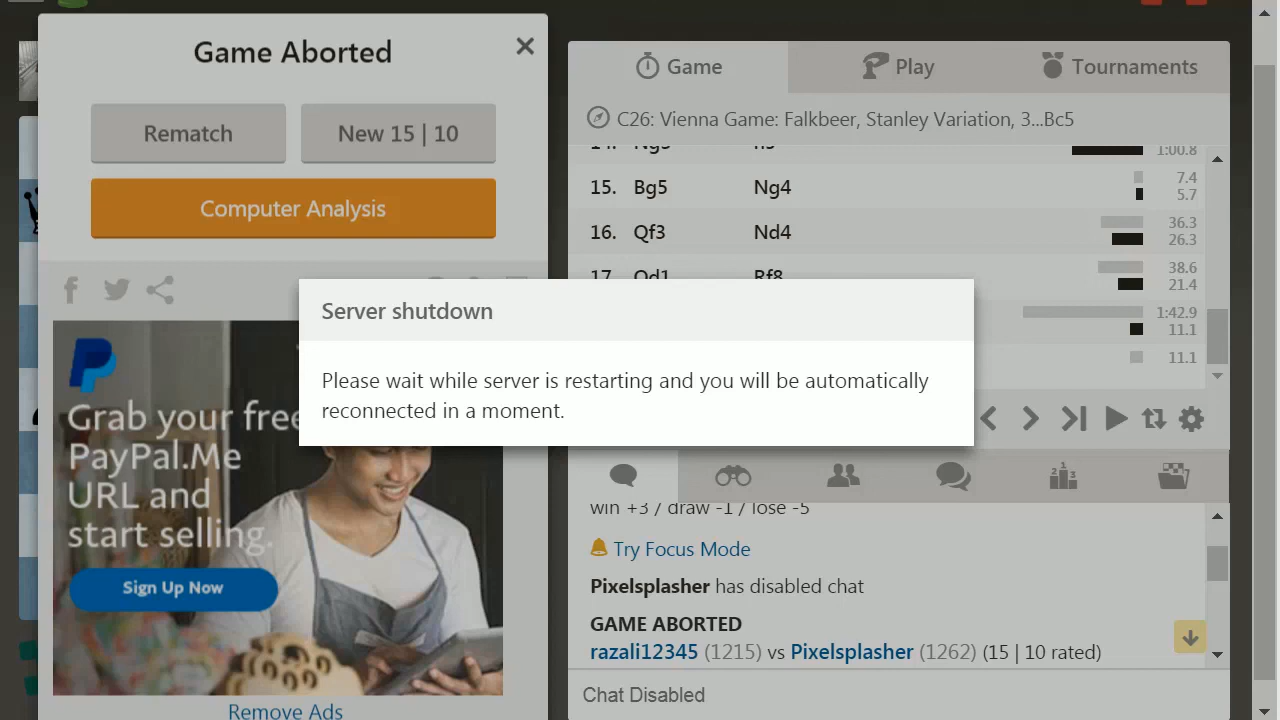 Game Aborted
Rematch
New 15 | 10
Computer Analysis
Grab your free
PayPal.Me
URL and
start selling.
Sign Up Now
Remove Ads
Game
Play
Tournaments
C26: Vienna Game: Falkbeer, Stanley Variation, 3...Bc5
1:00.8
15. Bg5 Ng4 7.4
5.7
16. Qf3 Nd4 36.3
26.3
17. Qd1 Rf8 38.6
21.4
1:42.9
11.1
11.1
Server shutdown
Please wait while server is restarting and you will be automatically
reconnected in a moment.
win +3 / draw -1 / lose -5
Try Focus Mode
Pixelsplasher has disabled chat
GAME ABORTED
razali12345 (1215) vs Pixelsplasher (1262) (15 | 10 rated)
Chat Disabled